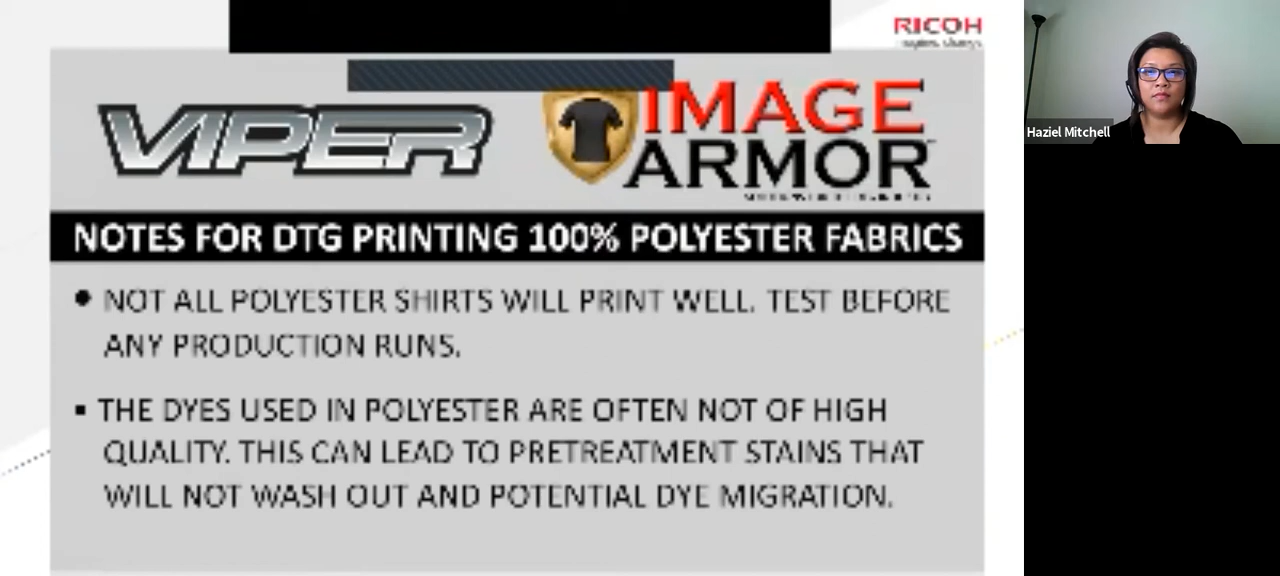 RICOH
VIPER
IMAGE
ARMOR
Haziel Mitchell
NOTES FOR DTG PRINTING 100% POLYESTER FABRICS
● NOT ALL POLYESTER SHIRTS WILL PRINT WELL. TEST BEFORE
ANY PRODUCTION RUNS.
▪ THE DYES USED IN POLYESTER ARE OFTEN NOT OF HIGH
QUALITY. THIS CAN LEAD TO PRETREATMENT STAINS THAT
WILL NOT WASH OUT AND POTENTIAL DYE MIGRATION.